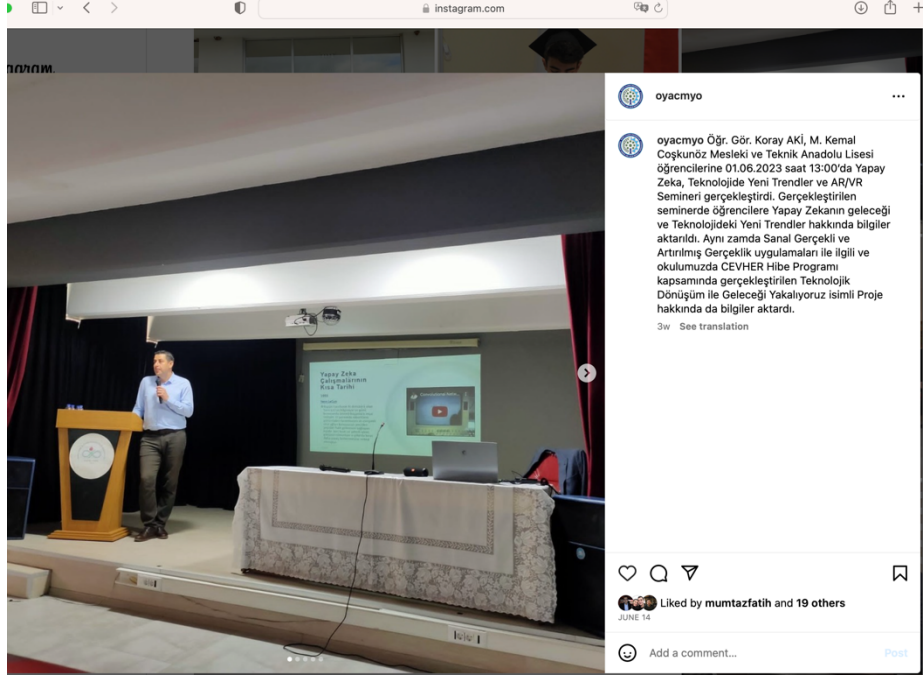 instagram.com
oyacmyo
oyacmyo Öğr. Gör. Koray AKİ, M. Kemal
Coşkunöz Mesleki ve Teknik Anadolu Lisesi
öğrencilerine 01.06.2023 saat 13:00'da Yapay
Zeka, Teknolojide Yeni Trendler ve AR/VR
Semineri gerçekleştirdi. Gerçekleştirilen
seminerde öğrencilere Yapay Zekanın geleceği
ve Teknolojideki Yeni Trendler hakkında bilgiler
aktarıldı. Aynı zamda Sanal Gerçekli ve
Artırılmış Gerçeklik uygulamaları ile ilgili ve
okulumuzda CEVHER Hibe Programı
kapsamında gerçekleştirilen Teknolojik
Dönüşüm ile Geleceği Yakalıyoruz isimli Proje
hakkında da bilgiler aktardı.
3w See translation
Yapay Zeka
Çalışmalarının
Kısa Tarihi
Liked by mumtazfatih and 19 others
JUNE 14
Add a comment...
Post